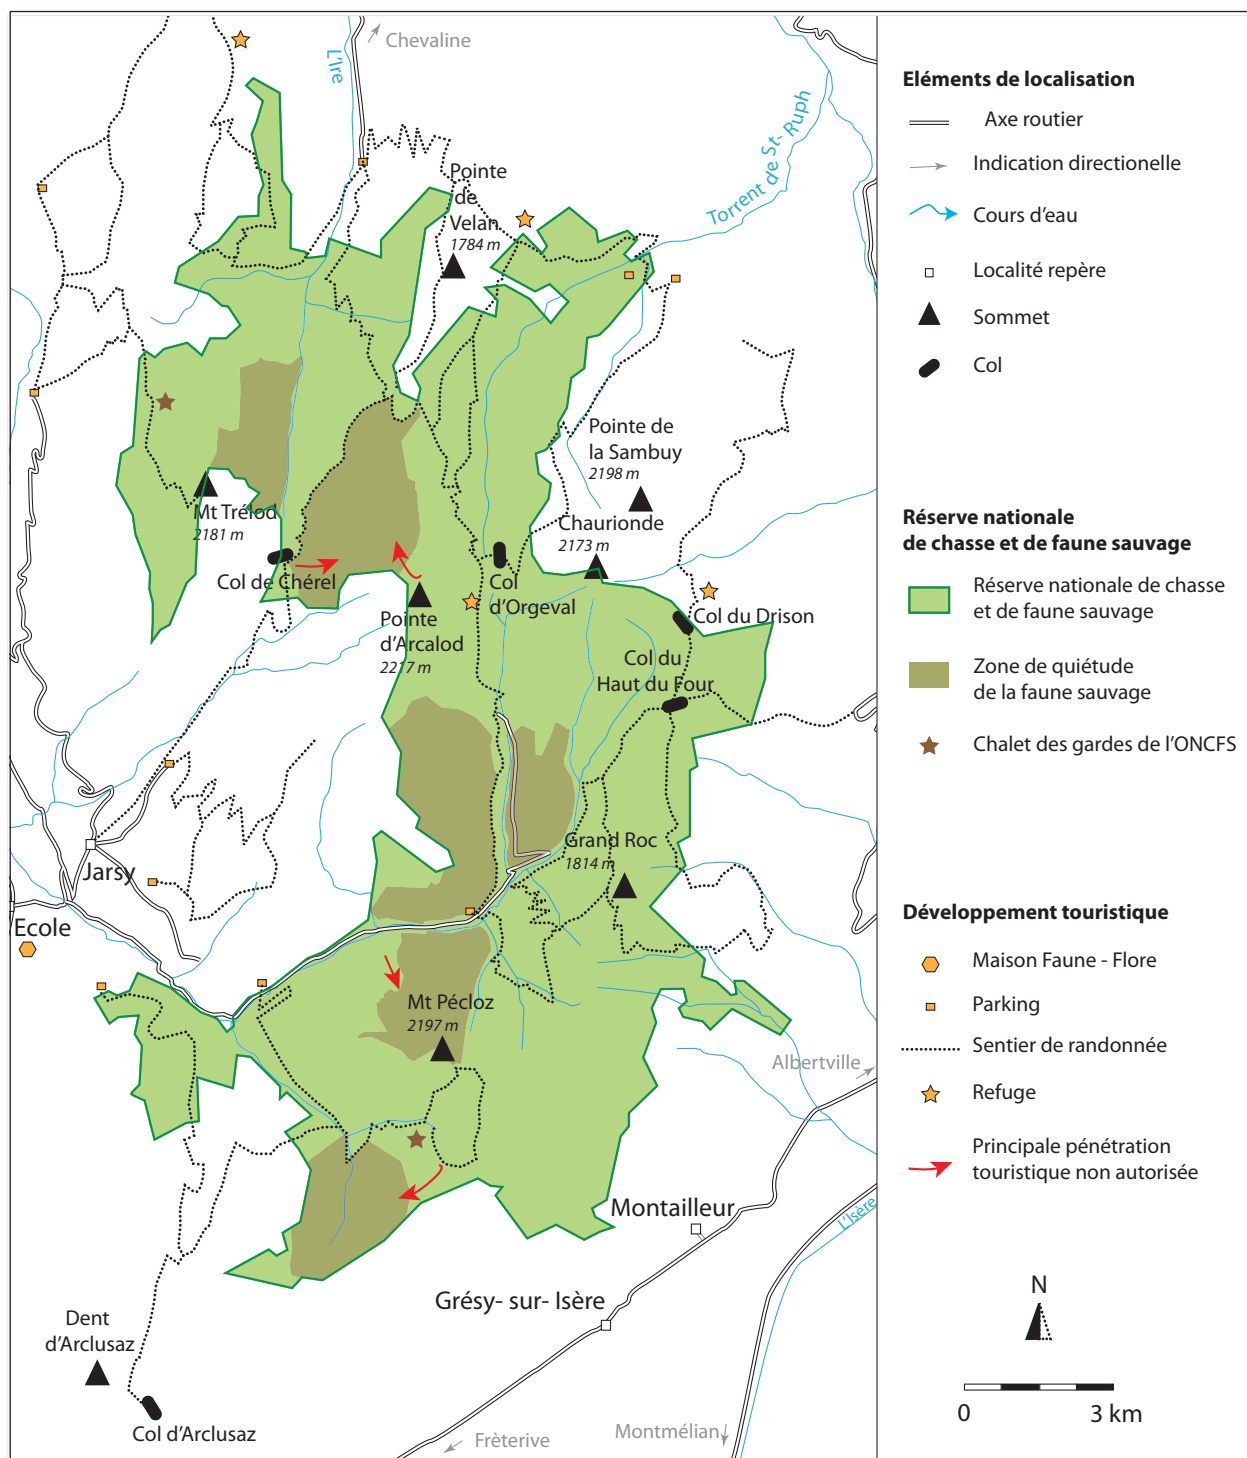 Chevaline
L'Ire
Torrent de St- Ruph
Pointe
de
Velan
1784 m
Pointe de
la Sambuy
2198 m
Mt Trélod
2181 m
Chaurionde
2173 m
Col de Chérel
Col
d'Orgeval
Pointe
d'Arcalod
2217 m
Col du Drison
Col du
Haut du Four
Grand Roc
1814 m
Jarsy
Ecole
Mt Pécloz
2197 m
Albertville
Montailleur
L'Isère
Grésy- sur- Isère
Dent
d'Arclusaz
Col d'Arclusaz
Frèterive
Montmélian
Eléments de localisation
Axe routier
Indication directionelle
Cours d'eau
Localité repère
Sommet
Col
Réserve nationale
de chasse et de faune sauvage
Réserve nationale de chasse
et de faune sauvage
Zone de quiétude
de la faune sauvage
Chalet des gardes de l'ONCFS
Développement touristique
Maison Faune - Flore
Parking
Sentier de randonnée
Refuge
Principale pénétration
touristique non autorisée
N
0 3 km